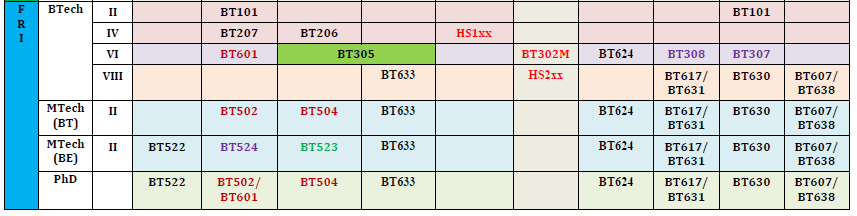 F R I BTech II BT101 BT101
IV BT207 BT206 HS1xx
VI BT601 BT305 BT302M BT624 BT308 BT307
VIII BT633 HS2xx BT617/ BT631 BT630 BT607/ BT638
MTech (BT) II BT502 BT504 BT633 BT624 BT617/ BT631 BT630 BT607/ BT638
MTech (BE) II BT522 BT524 BT523 BT633 BT624 BT617/ BT631 BT630 BT607/ BT638
PhD BT522 BT502/ BT601 BT504 BT633 BT624 BT617/ BT631 BT630 BT607/ BT638